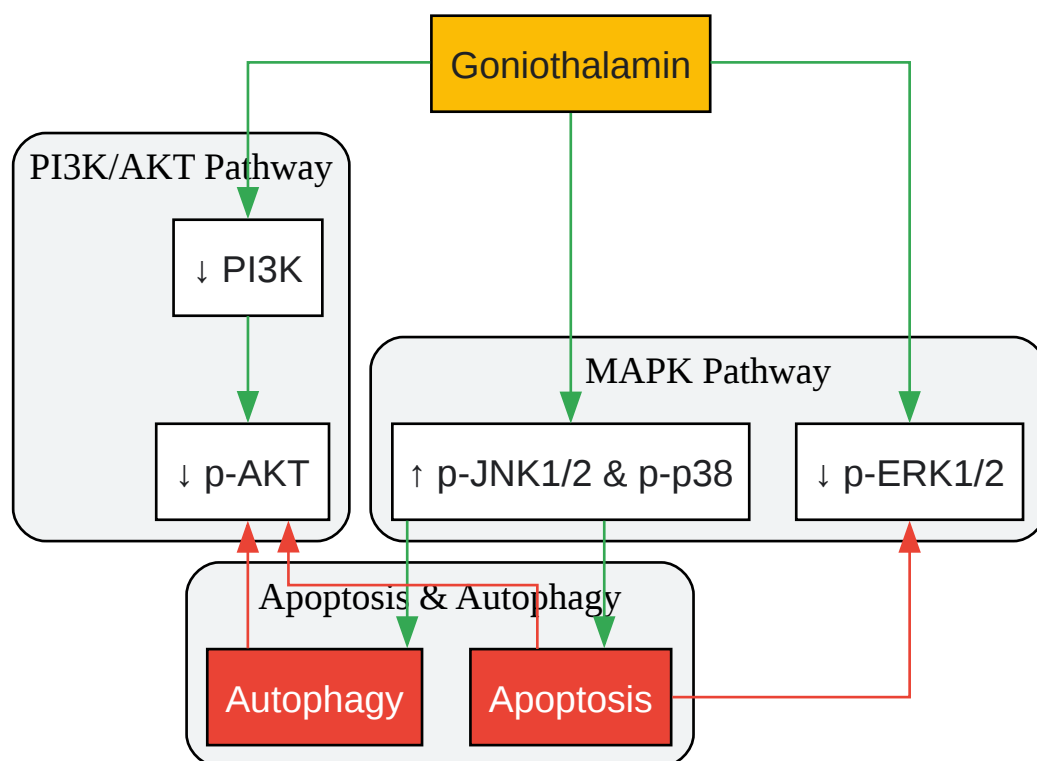 Goniothalamin
PI3K/AKT Pathway
↓ PI3K
MAPK Pathway
↓ p-AKT
↑ p-JNK1/2 & p-p38
↓ p-ERK1/2
Apoptosis & Autophagy
Autophagy
Apoptosis